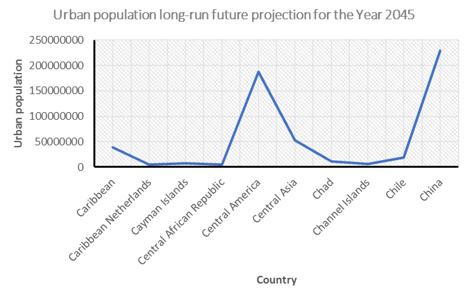 Urban population long-run future projection for the Year 2045
Urban population
250000000
200000000
150000000
100000000
50000000
0
Caribbean
Caribbean Netherlands
Cayman Islands
Central African Republic
Central America
Central Asia
Chad
Channel Islands
Chile
China
Country